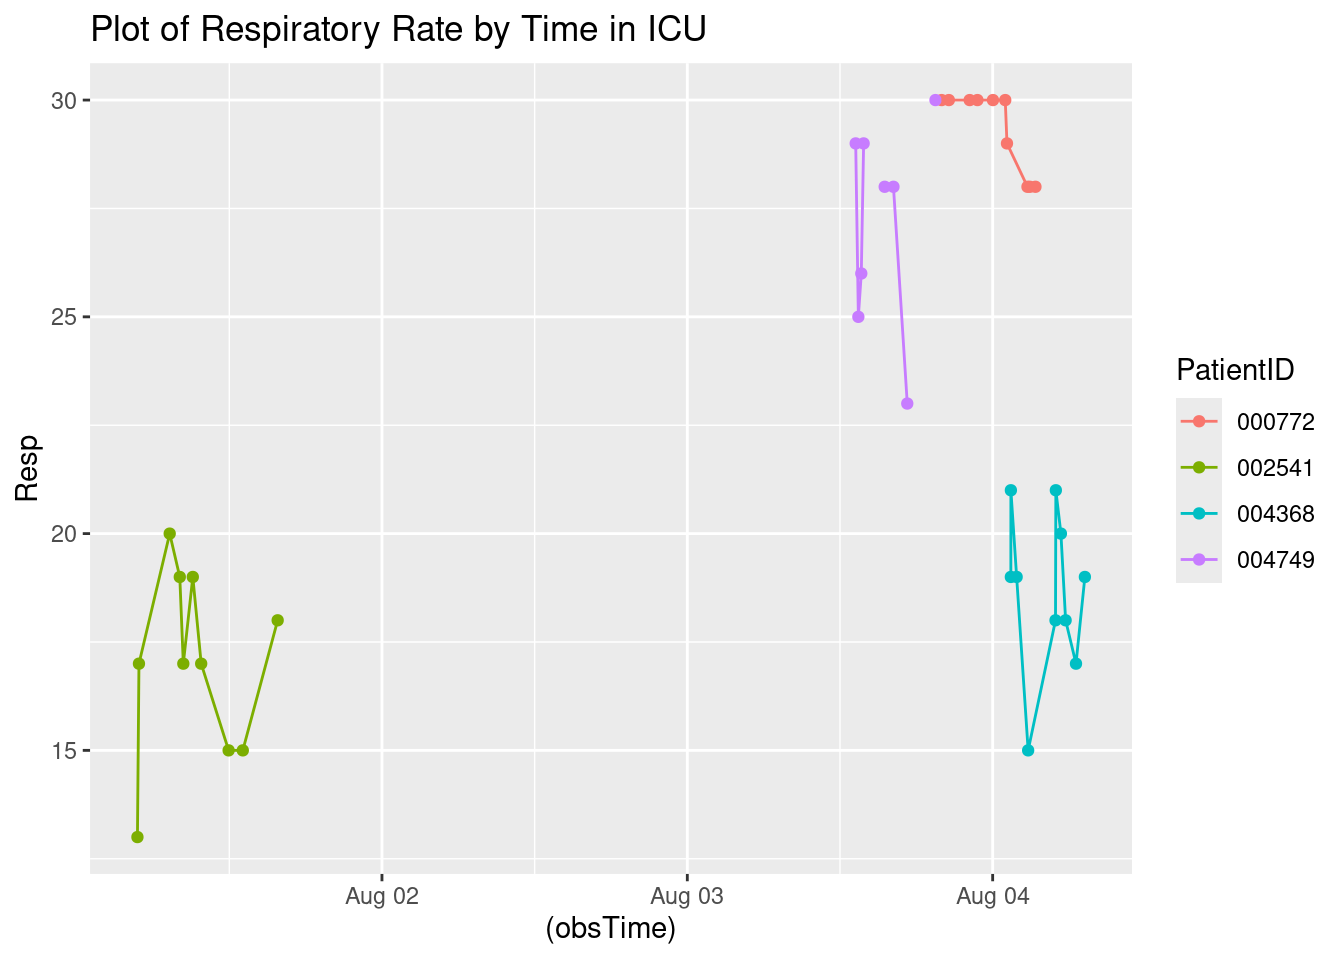 Plot of Respiratory Rate by Time in ICU
30
25
20
15
Resp
Aug 02
Aug 03
Aug 04
(obsTime)
PatientID
000772
002541
004368
004749